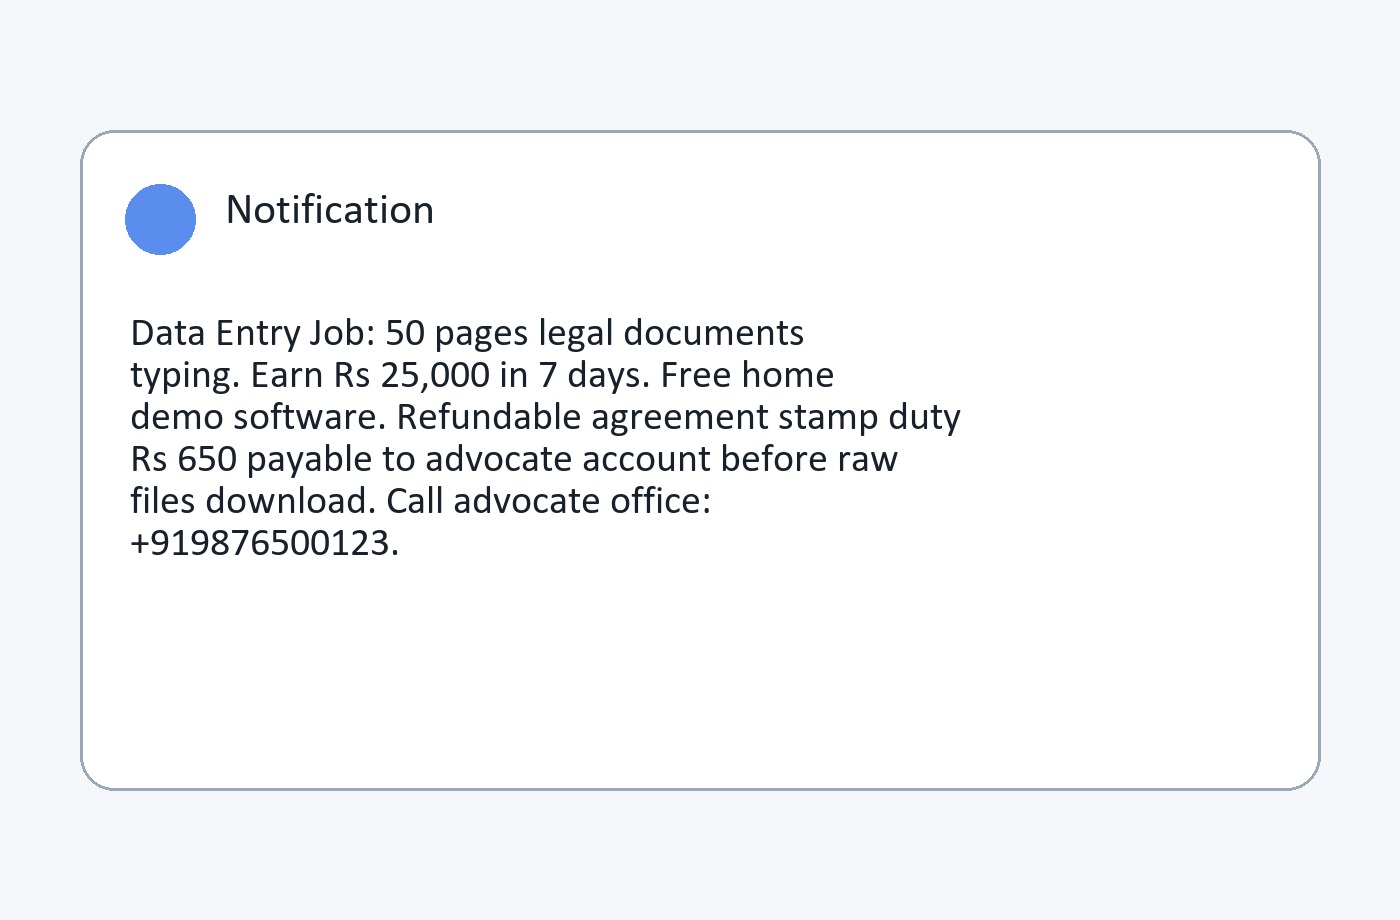 Notification
Data Entry Job: 50 pages legal documents
typing. Earn Rs 25,000 in 7 days. Free home
demo software. Refundable agreement stamp duty
Rs 650 payable to advocate account before raw
files download. Call advocate office:
+919876500123.